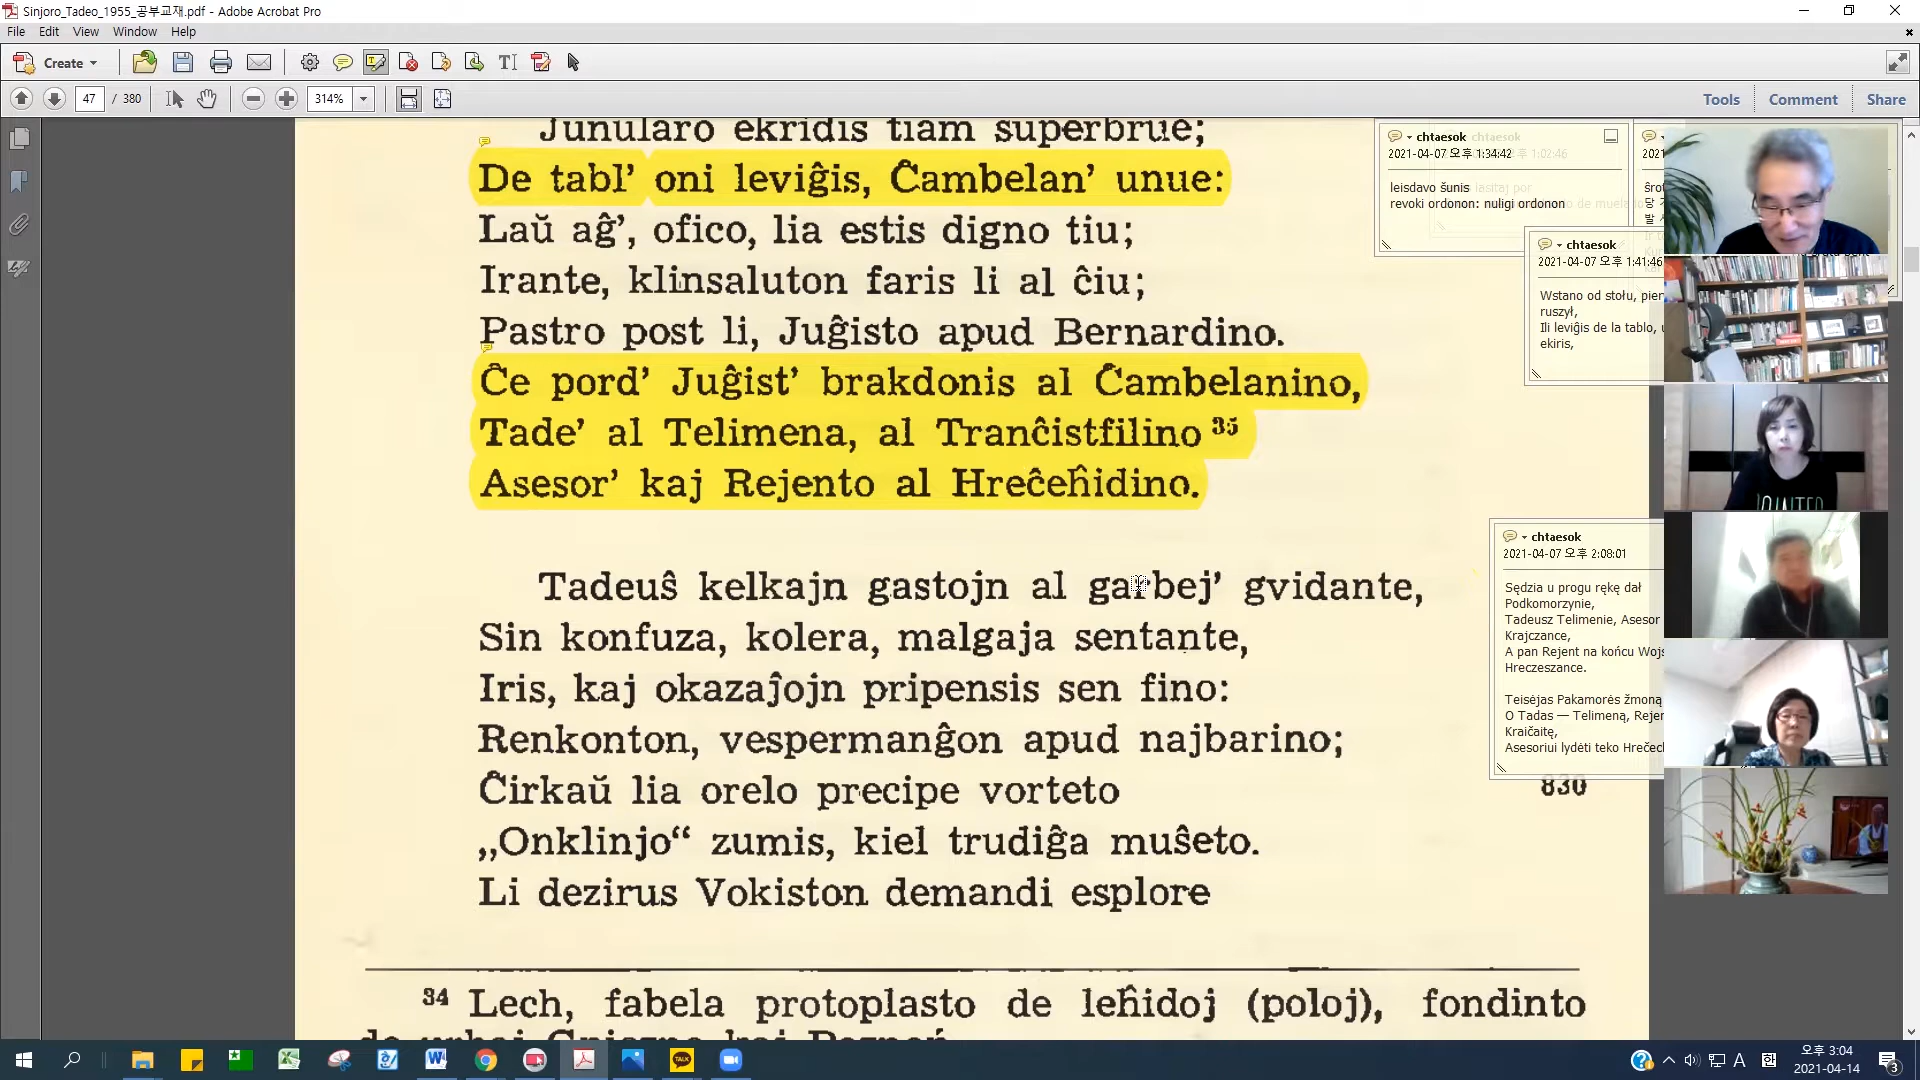 Sinjoro_Tadeo_1955_공부교재.pdf - Adobe Acrobat Pro
File Edit View Window Help
Create
47 / 380
314%
Tools Comment Share
Junularo ekridis tiam superbrue;
De tabl’ oni leviĝis, Ĉambelan’ unue:
Laŭ aĝ’, ofico, lia estis digno tiu;
Irante, klinsaluton faris li al ĉiu;
Pastro post li, Juĝisto apud Bernardino.
Ĉe pord’ Juĝist’ brakdonis al Ĉambelanino,
Tade’ al Telimena, al Tranĉistfilino 35
Asesor’ kaj Rejento al Hreĉeĥidino.
Tadeuŝ kelkajn gastojn al garbej’ gvidante,
Sin konfuza, kolera, malgaja sentante,
Iris, kaj okazaĵojn pripensis sen fino:
Renkonton, vespermanĝon apud najbarino;
Ĉirkaŭ lia orelo precipe vorteto
830
„Onklinjo“ zumis, kiel trudiĝa muŝeto.
Li dezirus Vokiston demandi esplore
34 Lech, fabela protoplasto de leĥidoj (poloj), fondinto
chtaesok
2021-04-07 오후 1:34:42
leisdavo šunis
revoki ordonon: nuligi ordonon
chtaesok
2021-04-07 오후 1:41:46
Wstano od stołu,
ruszył,
Ili leviĝis de la tablo,
ekiris,
chtaesok
2021-04-07 오후 2:08:01
Sędzia u progu rękę dał
Podkomorzynie,
Tadeusz Telimenie, Asesor
Krajczance,
A pan Rejent na końcu
Hreczeszance.
Teisėjas Pakamorės žmoną
O Tadas — Telimeną,
Kraičaitę,
Asesoriui lydėti teko
오후 3:04
2021-04-14